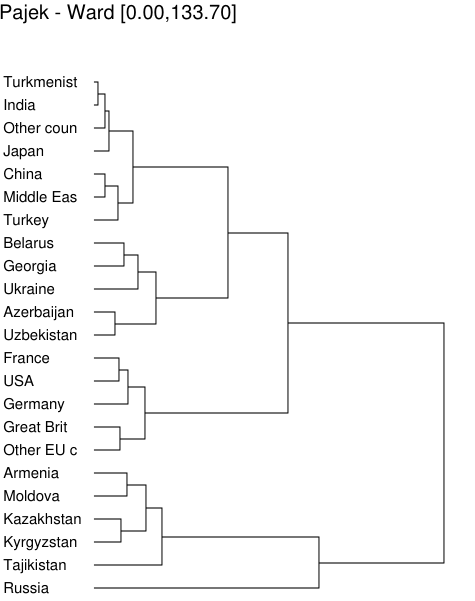 Pajek - Ward [0.00,133.70]
Turkmenist
India
Other coun
Japan
China
Middle Eas
Turkey
Belarus
Georgia
Ukraine
Azerbaijan
Uzbekistan
France
USA
Germany
Great Brit
Other EU c
Armenia
Moldova
Kazakhstan
Kyrgyzstan
Tajikistan
Russia